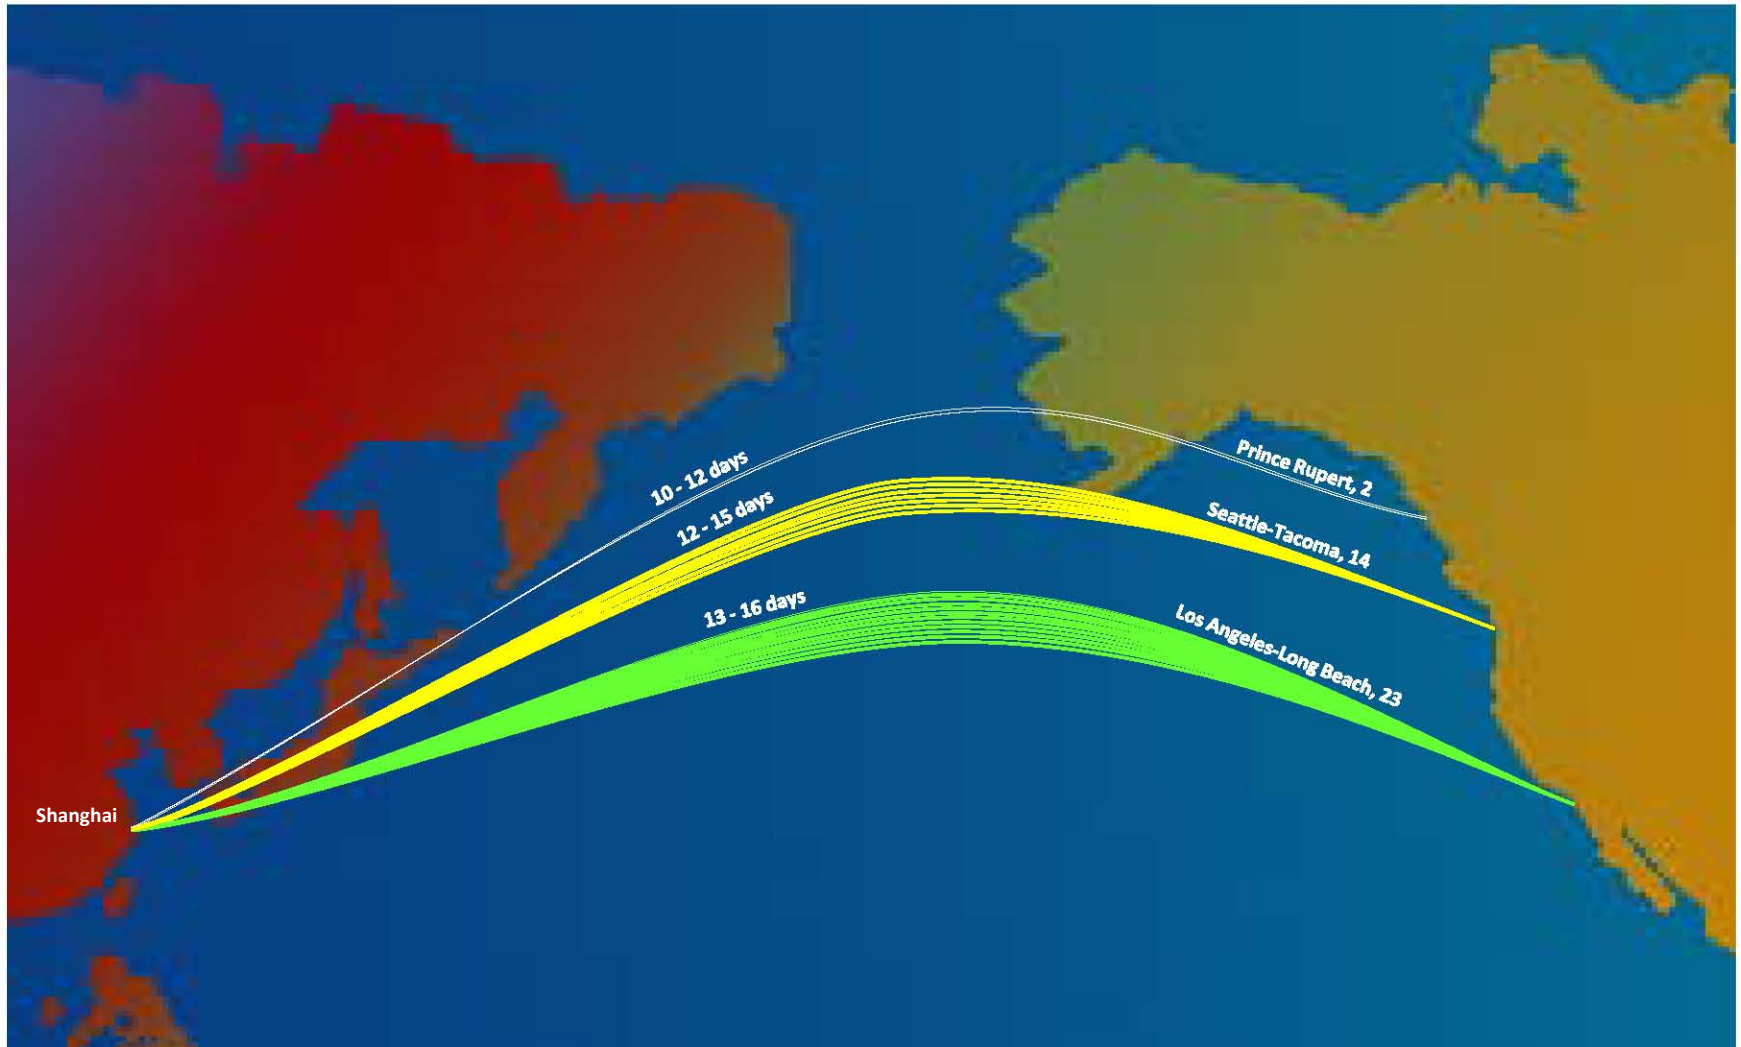 10 - 12 days
Prince Rupert, 2
12 - 15 days
Seattle-Tacoma, 14
13 - 16 days
Los Angeles-Long Beach, 23
Shanghai